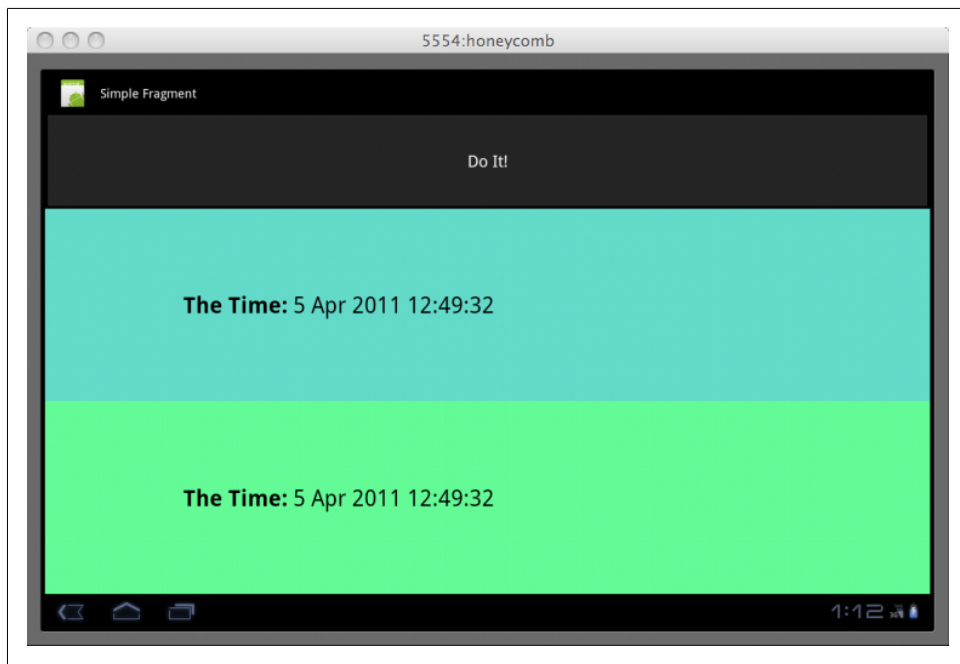 5554:honeycomb
Simple Fragment
Do It!
The Time: 5 Apr 2011 12:49:32
The Time: 5 Apr 2011 12:49:32
1:12